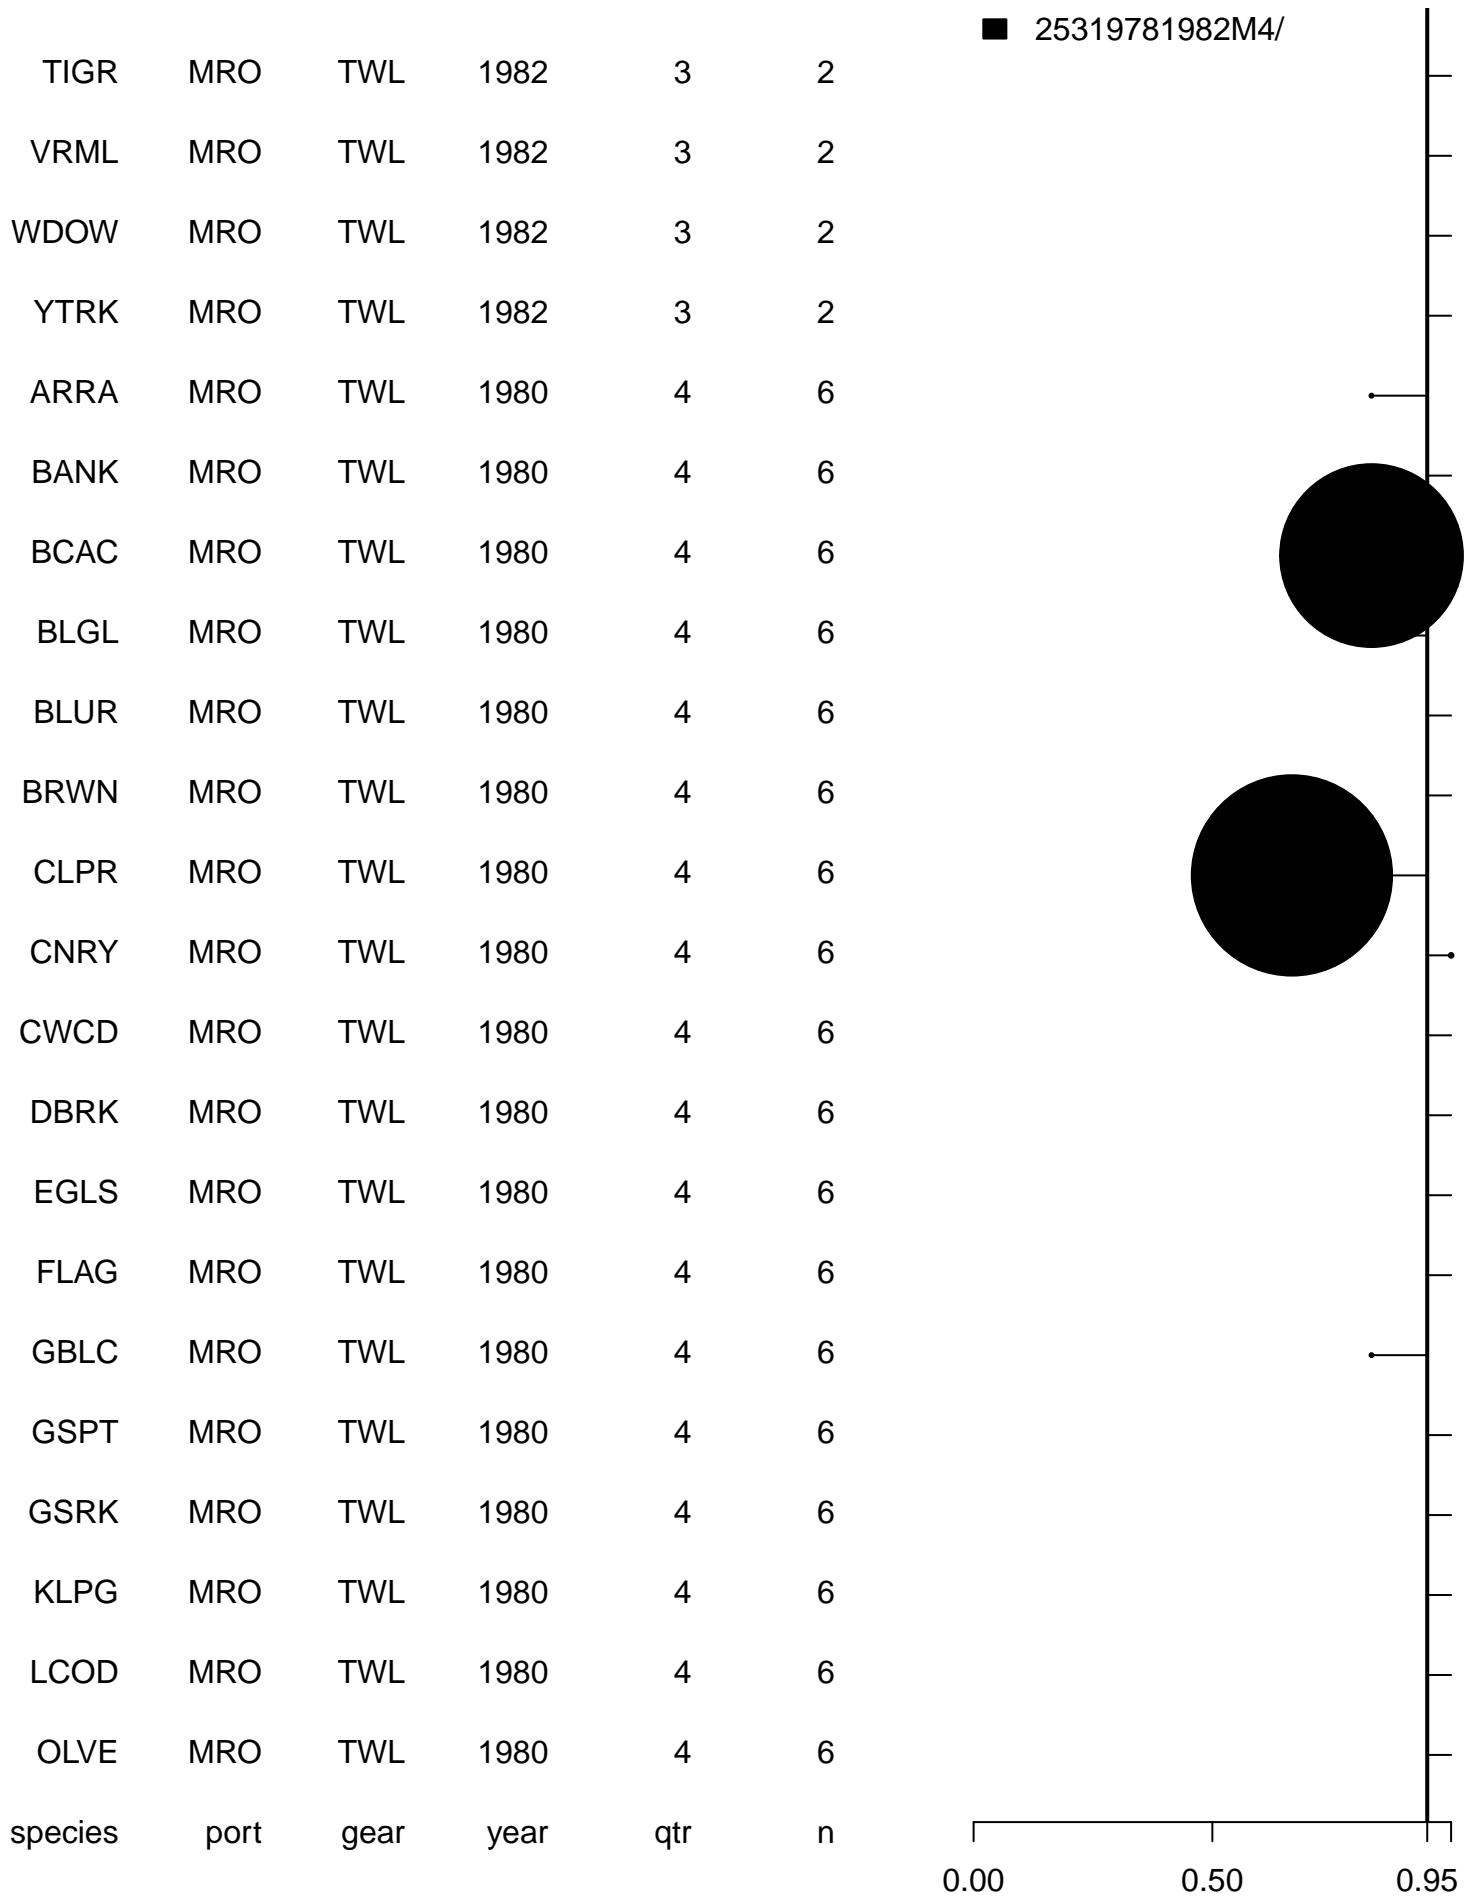 25319781982M4/
TIGR MRO TWL 1982 3 2
VRML MRO TWL 1982 3 2
WDOW MRO TWL 1982 3 2
YTRK MRO TWL 1982 3 2
ARRA MRO TWL 1980 4 6
BANK MRO TWL 1980 4 6
BCAC MRO TWL 1980 4 6
BLGL MRO TWL 1980 4 6
BLUR MRO TWL 1980 4 6
BRWN MRO TWL 1980 4 6
CLPR MRO TWL 1980 4 6
CNRY MRO TWL 1980 4 6
CWCD MRO TWL 1980 4 6
DBRK MRO TWL 1980 4 6
EGLS MRO TWL 1980 4 6
FLAG MRO TWL 1980 4 6
GBLC MRO TWL 1980 4 6
GSPT MRO TWL 1980 4 6
GSRK MRO TWL 1980 4 6
KLPG MRO TWL 1980 4 6
LCOD MRO TWL 1980 4 6
OLVE MRO TWL 1980 4 6
species port gear year qtr n
0.00 0.50 0.95